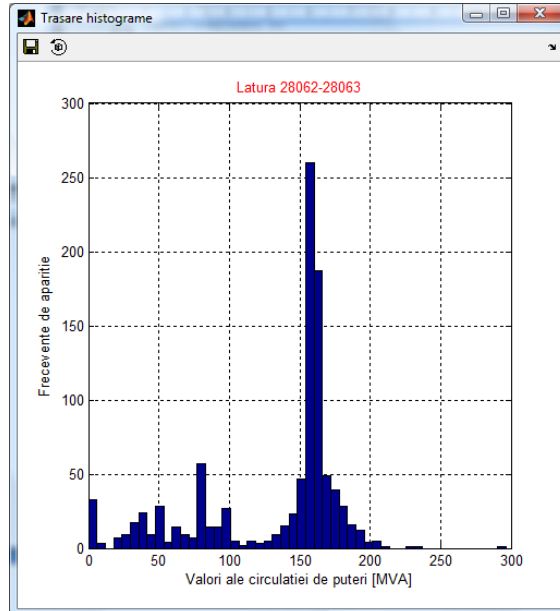 Trasare histograme
Latura 28062-28063
300
250
200
150
100
50
0
Frecevente de aparitie
0 50 100 150 200 250 300
Valori ale circulatiei de puteri [MVA]